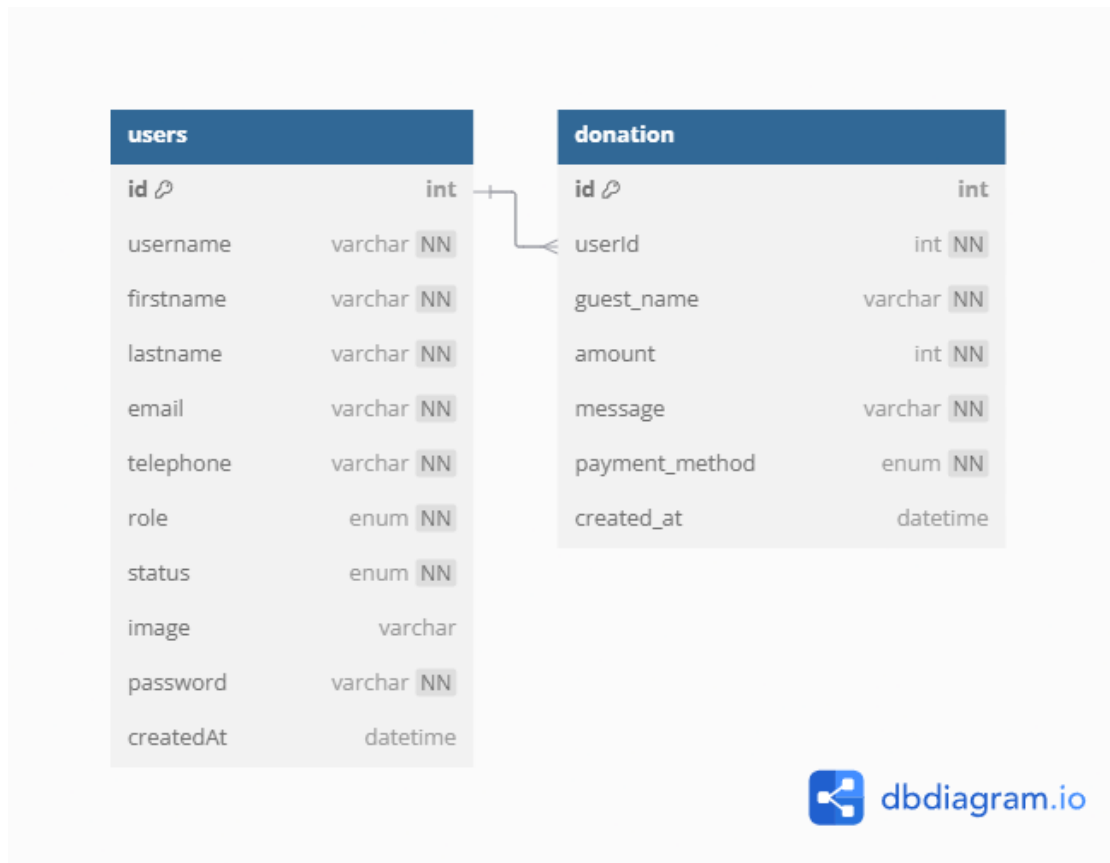 users
id int
username varchar NN
firstname varchar NN
lastname varchar NN
email varchar NN
telephone varchar NN
role enum NN
status enum NN
image varchar
password varchar NN
createdAt datetime
donation
id int
userId int NN
guest_name varchar NN
amount int NN
message varchar NN
payment_method enum NN
created_at datetime
dbdiagram.io